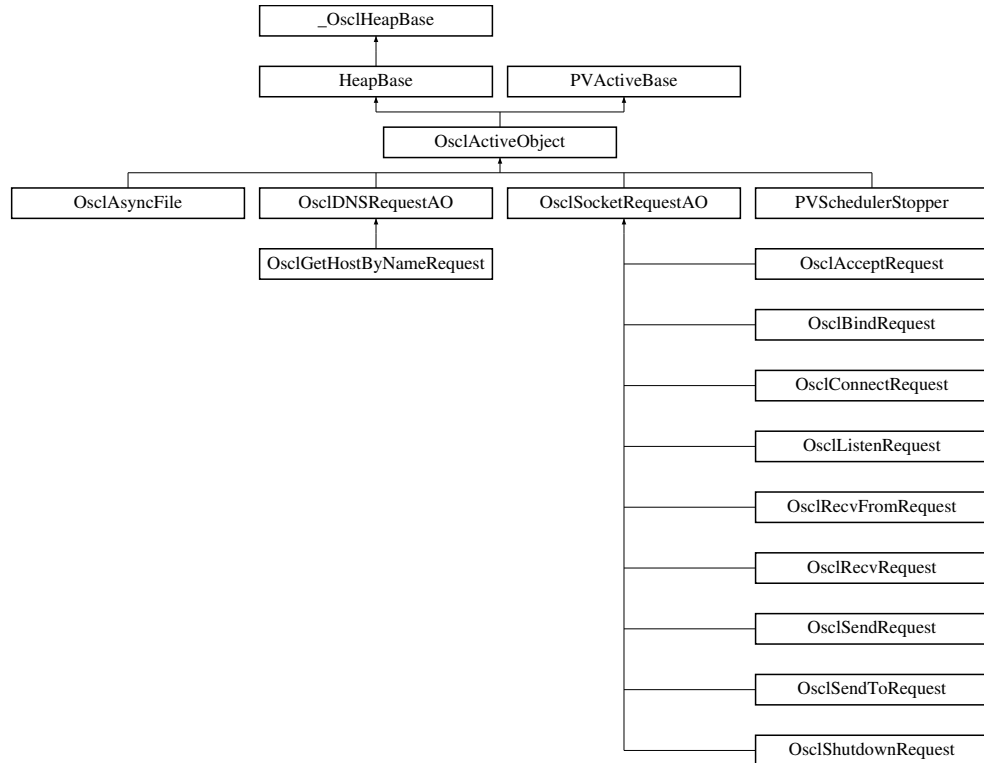 _OsclHeapBase
HeapBase
PVActiveBase
OsclActiveObject
OsclAsyncFile
OsclDNSRequestAO
OsclSocketRequestAO
PVSchedulerStopper
OsclGetHostByNameRequest
OsclAcceptRequest
OsclBindRequest
OsclConnectRequest
OsclListenRequest
OsclRecvFromRequest
OsclRecvRequest
OsclSendRequest
OsclSendToRequest
OsclShutdownRequest